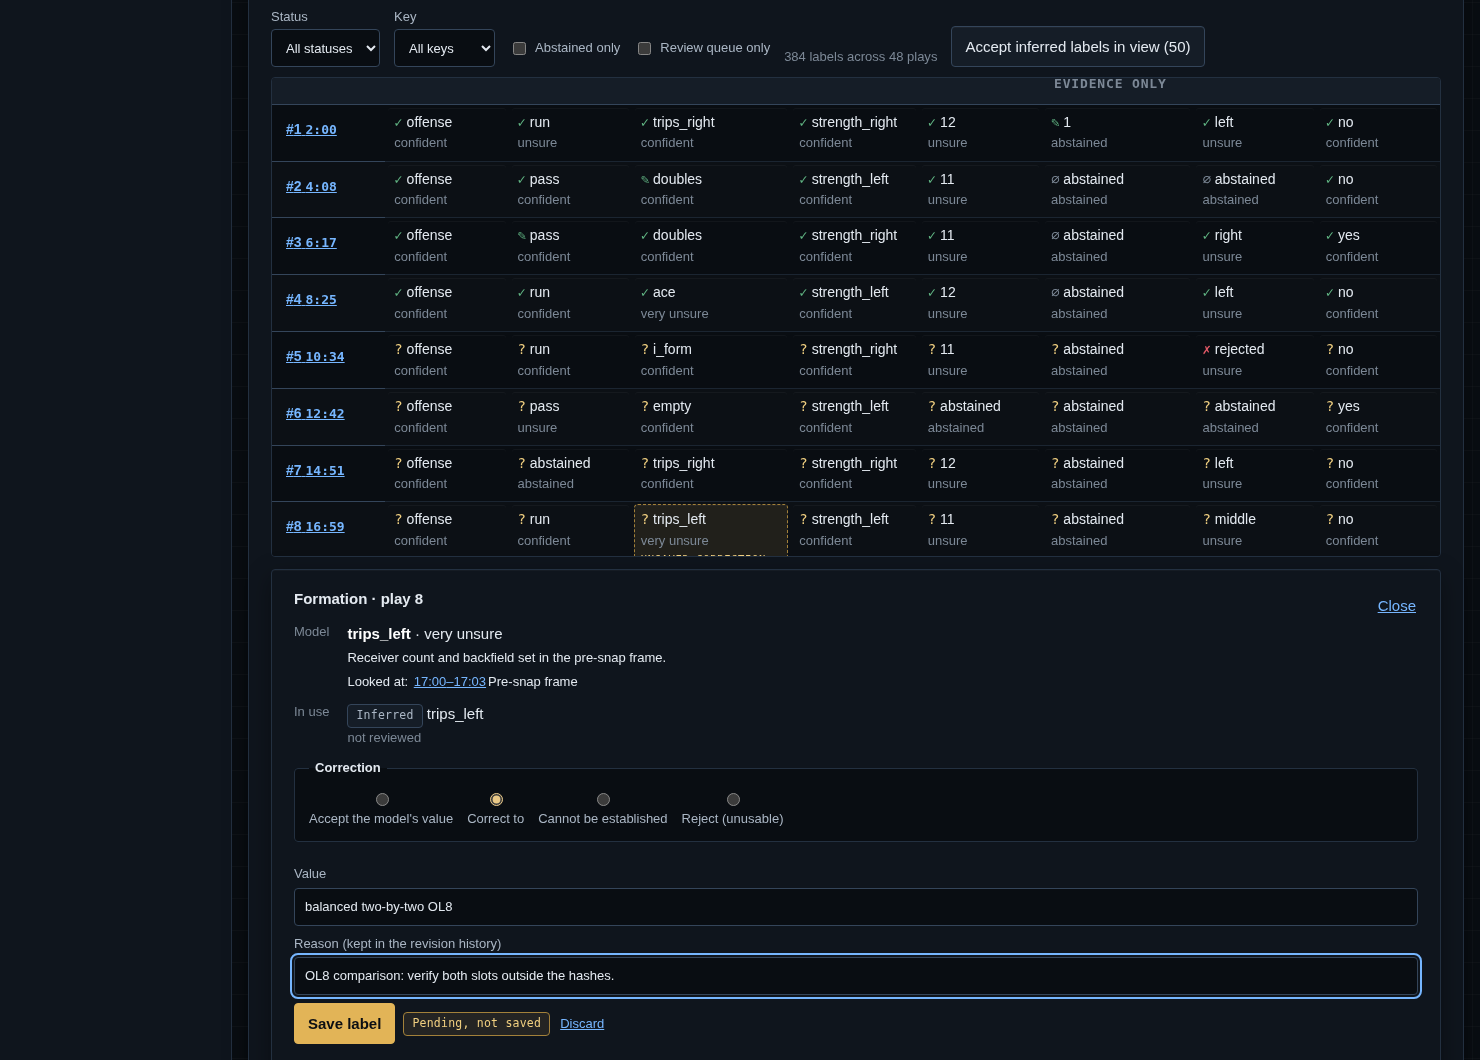 Status Key
All statuses All keys Abstained only Review queue only 384 labels across 48 plays Accept inferred labels in view (50)
EVIDENCE ONLY
#1 2:00 ✓ offense ✓ run ✓ trips_right ✓ strength_right ✓ 12 ✎ 1 ✓ left ✓ no
confident unsure confident confident unsure abstained unsure confident
#2 4:08 ✓ offense ✓ pass ✎ doubles ✓ strength_left ✓ 11 ∅ abstained ∅ abstained ✓ no
confident confident confident confident unsure abstained abstained confident
#3 6:17 ✓ offense ✎ pass ✓ doubles ✓ strength_right ✓ 11 ∅ abstained ✓ right ✓ yes
confident confident confident confident unsure abstained unsure confident
#4 8:25 ✓ offense ✓ run ✓ ace ✓ strength_left ✓ 12 ∅ abstained ✓ left ✓ no
confident confident very unsure confident unsure abstained unsure confident
#5 10:34 ? offense ? run ? i_form ? strength_right ? 11 ? abstained ✗ rejected ? no
confident confident confident confident unsure abstained unsure confident
#6 12:42 ? offense ? pass ? empty ? strength_left ? abstained ? abstained ? abstained ? yes
confident unsure confident confident abstained abstained abstained confident
#7 14:51 ? offense ? abstained ? trips_right ? strength_right ? 12 ? abstained ? left ? no
confident abstained confident confident unsure abstained unsure confident
#8 16:59 ? offense ? run ? trips_left ? strength_left ? 11 ? abstained ? middle ? no
confident confident very unsure confident unsure abstained unsure confident
Formation · play 8
Close
Model trips_left · very unsure
Receiver count and backfield set in the pre-snap frame.
Looked at: 17:00–17:03 Pre-snap frame
In use Inferred trips_left
not reviewed
Correction
Accept the model's value Correct to Cannot be established Reject (unusable)
Value
balanced two-by-two OL8
Reason (kept in the revision history)
OL8 comparison: verify both slots outside the hashes.
Save label Pending, not saved Discard